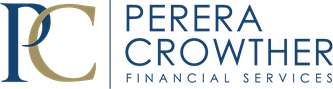 PC
PERERA
CROWTHER
FINANCIAL SERVICES